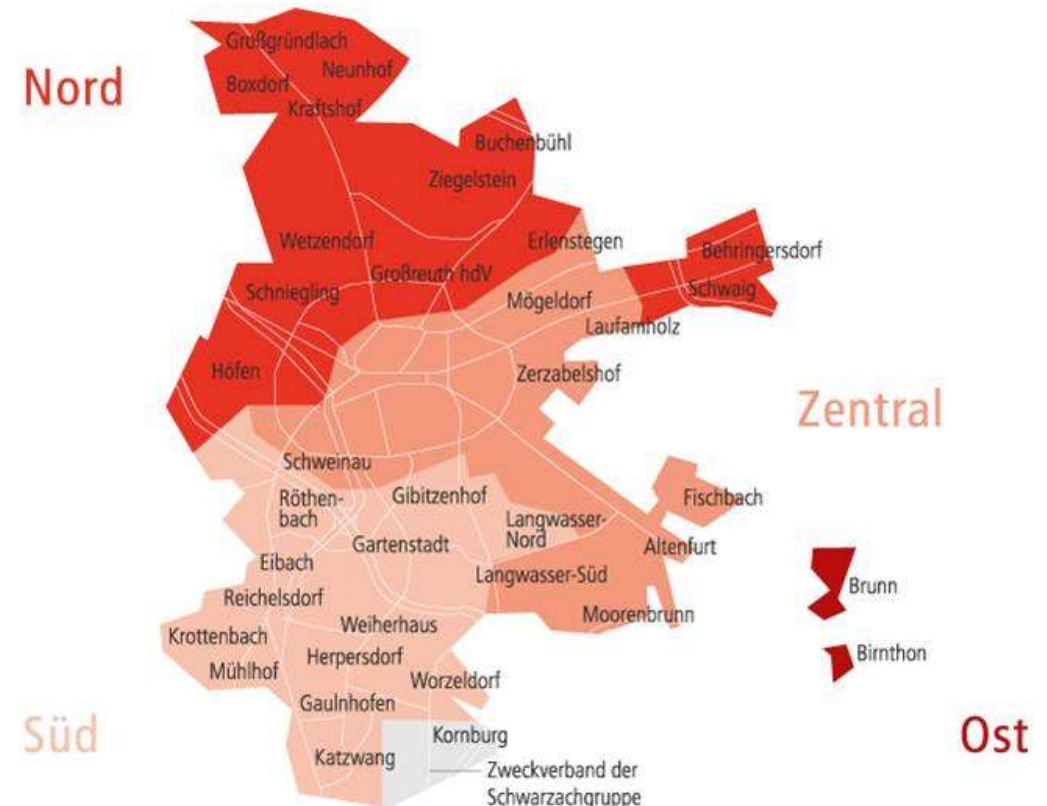 Großgründlach
Nord
Neunhof
Boxdorf
Kraftshof
Buchenbühl
Ziegelstein
Wetzendorf
Erlenstegen
Behringersdorf
Großreuth hdV
Schniegling
Schwaig
Mögeldorf
Laufamholz
Höfen
Zerzabelshof
Zentral
Schweinau
Röthen-
bach
Gibitzenhof
Fischbach
Langwasser-
Nord
Gartenstadt
Altenfurt
Eibach
Langwasser-Süd
Brunn
Reichelsdorf
Moorenbrunn
Weiherhaus
Krottenbach
Birnthon
Herpersdorf
Mühlhof
Worzeldorf
Gaulnhofen
Süd
Kornburg
Ost
Katzwang
Zweckverband der
Schwarzachgruppe